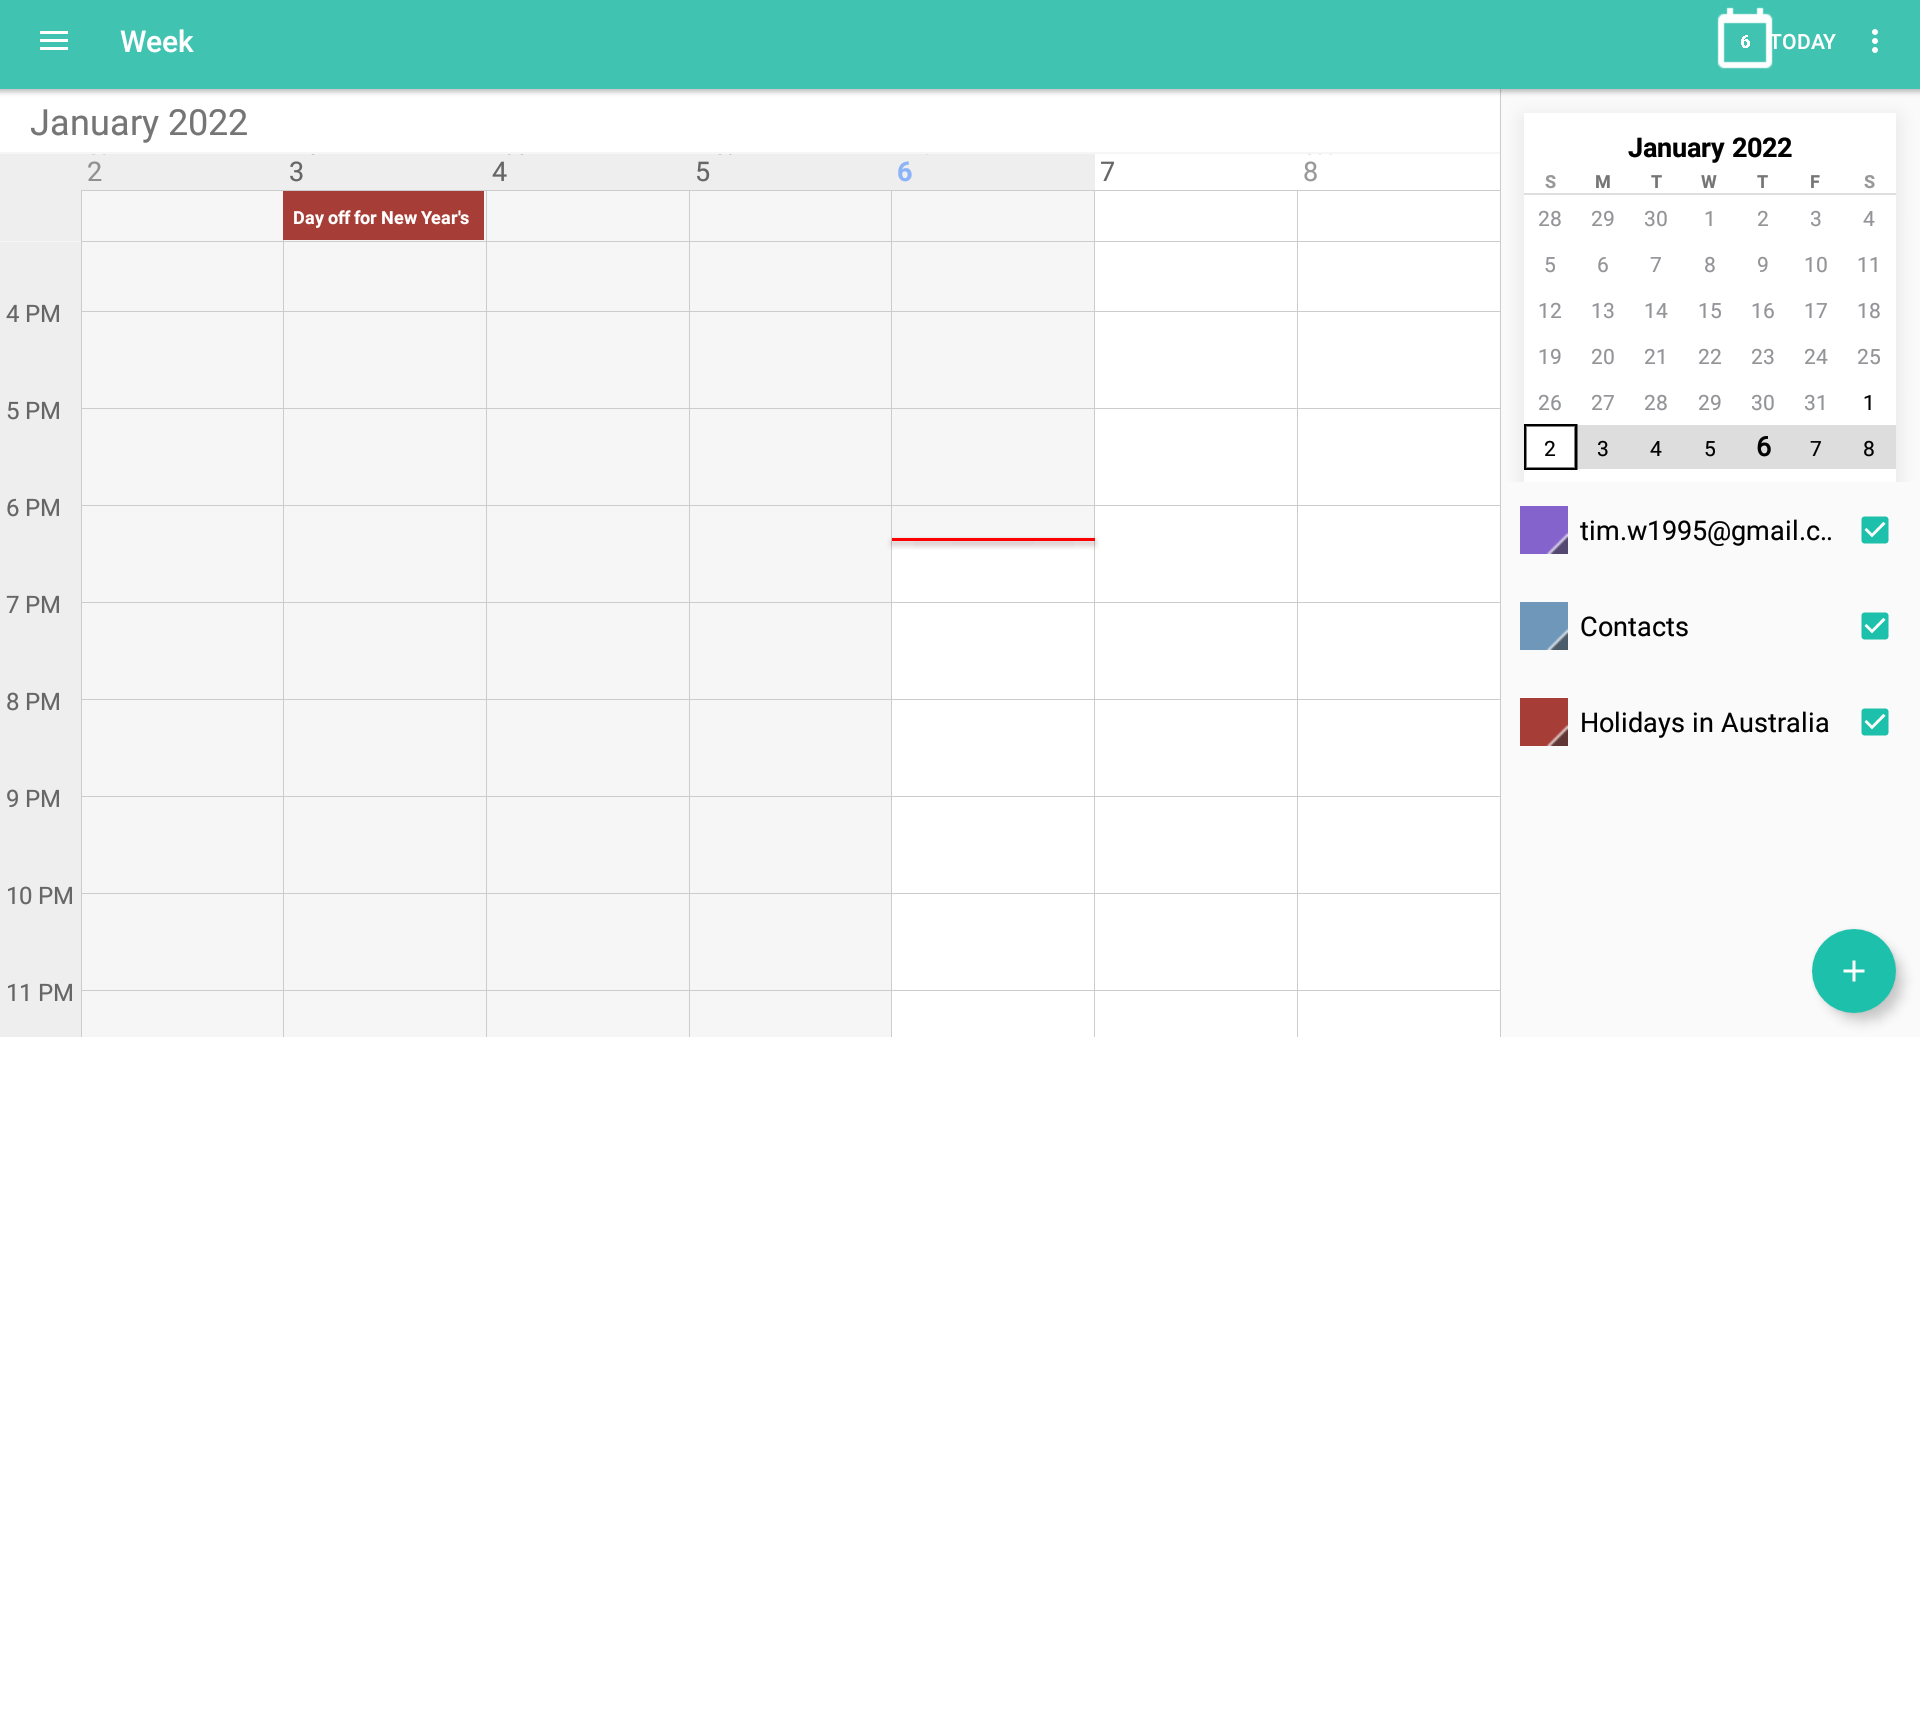 Week
6 TODAY
January 2022
2 3 4 5 6 7 8
Day off for New Year's
4 PM
5 PM
6 PM
7 PM
8 PM
9 PM
10 PM
11 PM
January 2022
S M T W T F S
28 29 30 1 2 3 4
5 6 7 8 9 10 11
12 13 14 15 16 17 18
19 20 21 22 23 24 25
26 27 28 29 30 31 1
2 3 4 5 6 7 8
tim.w1995@gmail.c..
Contacts
Holidays in Australia